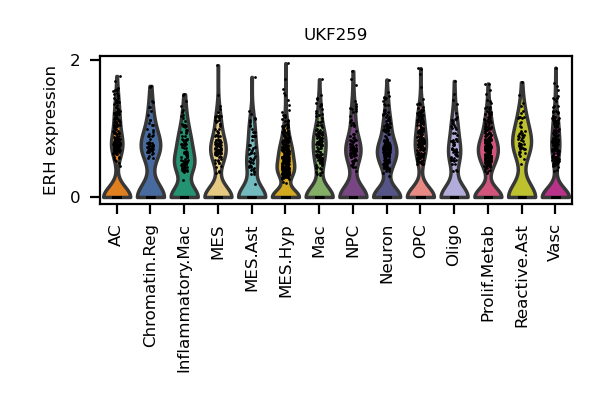 UKF259
2
0
ERH expression
AC
Chromatin.Reg
Inflammatory.Mac
MES
MES.Ast
MES.Hyp
Mac
NPC
Neuron
OPC
Oligo
Prolif.Metab
Reactive.Ast
Vasc